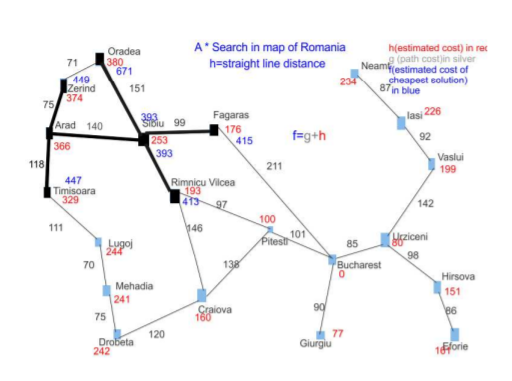 Oradea
380
671
71
151
449
Zerind
374
75
Arad
366
140
393
Sibiu
253
393
99
Fagaras
176
415
A * Search in map of Romania
h=straight line distance
f=g+h
h(estimated cost) in red
g (path cost)in silver
f(estimated cost of
cheapest solution)
in blue
Neamt
234
87
Iasi
226
92
Vaslui
199
142
211
118
447
Timisoara
329
Rimnicu Vilcea
193
413
97
146
100
Pitesti
101
138
111
Lugoj
244
70
Mehadia
241
75
Drobeta
242
120
Craiova
160
Bucharest
0
85
Urziceni
80
98
Hirsova
151
86
Eforie
161
90
Giurgiu
77